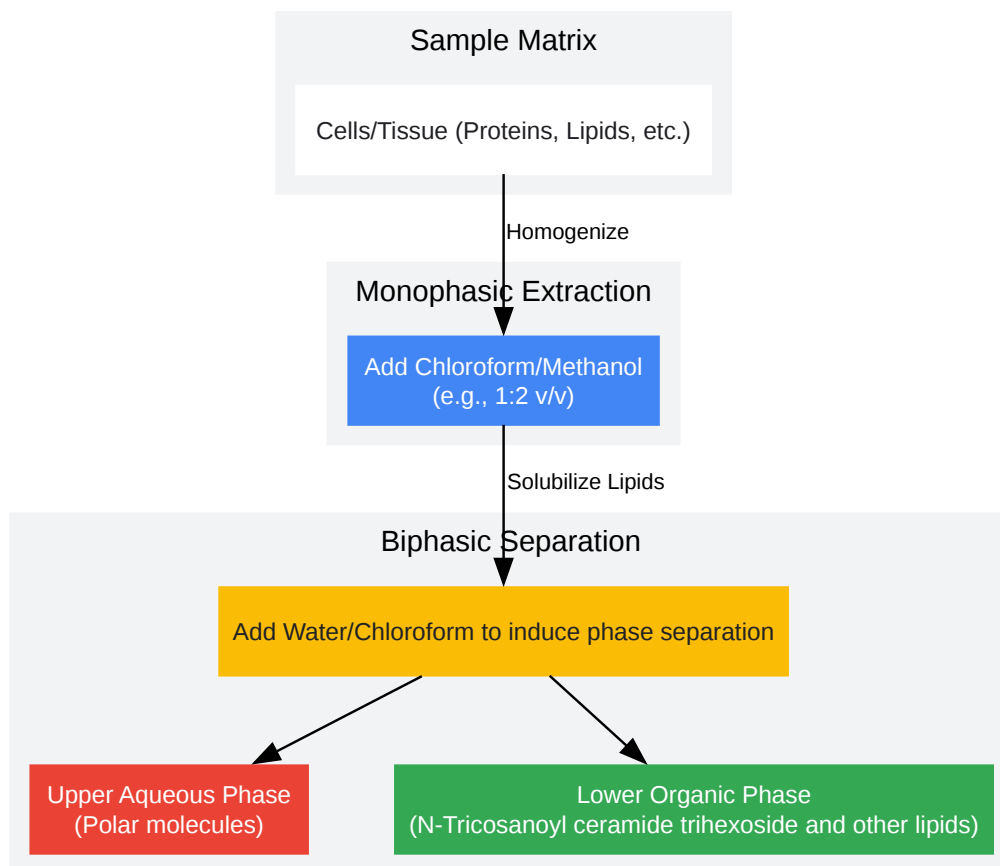 Sample Matrix
Cells/Tissue (Proteins, Lipids, etc.)
Homogenize
Monophasic Extraction
Add Chloroform/Methanol
(e.g., 1:2 v/v)
Solubilize Lipids
Biphasic Separation
Add Water/Chloroform to induce phase separation
Upper Aqueous Phase
(Polar molecules)
Lower Organic Phase
(N-Tricosanoyl ceramide trihexoside and other lipids)